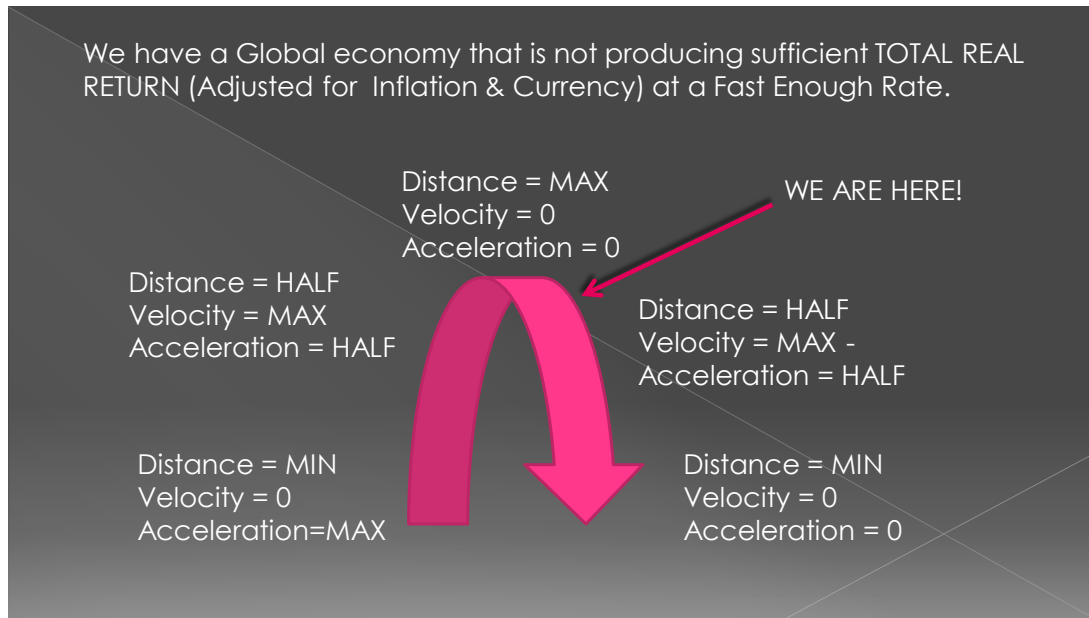 We have a Global economy that is not producing sufficient TOTAL REAL
RETURN (Adjusted for  Inflation & Currency) at a Fast Enough Rate.
Distance = MAX
Velocity = 0
Acceleration = 0
WE ARE HERE!
Distance = HALF
Velocity = MAX
Acceleration = HALF
Distance = HALF
Velocity = MAX -
Acceleration = HALF
Distance = MIN
Velocity = 0
Acceleration=MAX
Distance = MIN
Velocity = 0
Acceleration = 0